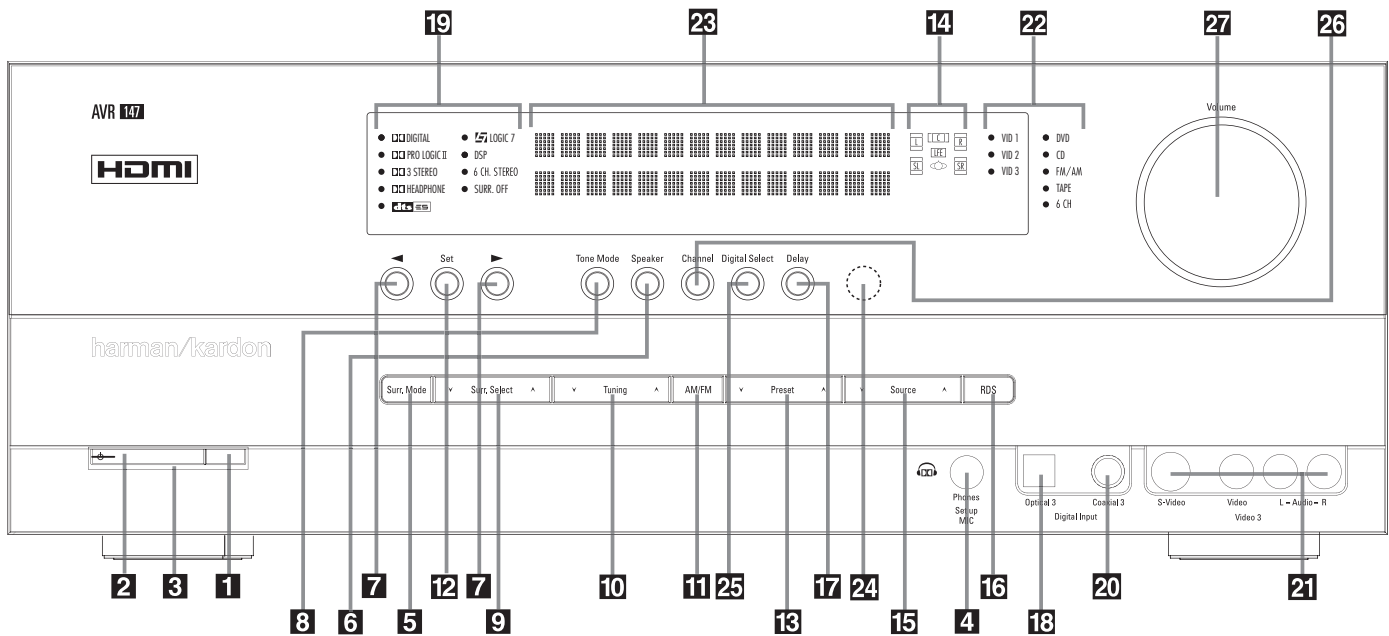 19 23 14 22 27 26
AVR 147
HDMI
DIGITAL
PRO LOGIC II
3 STEREO
HEADPHONE
dts ES
LOGIC 7
DSP
6 CH. STEREO
SURR. OFF
L C R
LFE
SL SR
VID 1
VID 2
VID 3
DVD
CD
FM/AM
TAPE
6 CH
Volume
Set Tone Mode Speaker Channel Digital Select Delay
harman/kardon
Surr. Mode Surr. Select Tuning AM/FM Preset Source RDS
Phones
Setup
MIC
Optical 3 Coaxial 3
Digital Input
S-Video Video L – Audio – R
Video 3
2 3 1 7 12 7 10 11 25 17 24 16 20 21
8 6 5 9 13 15 4 18